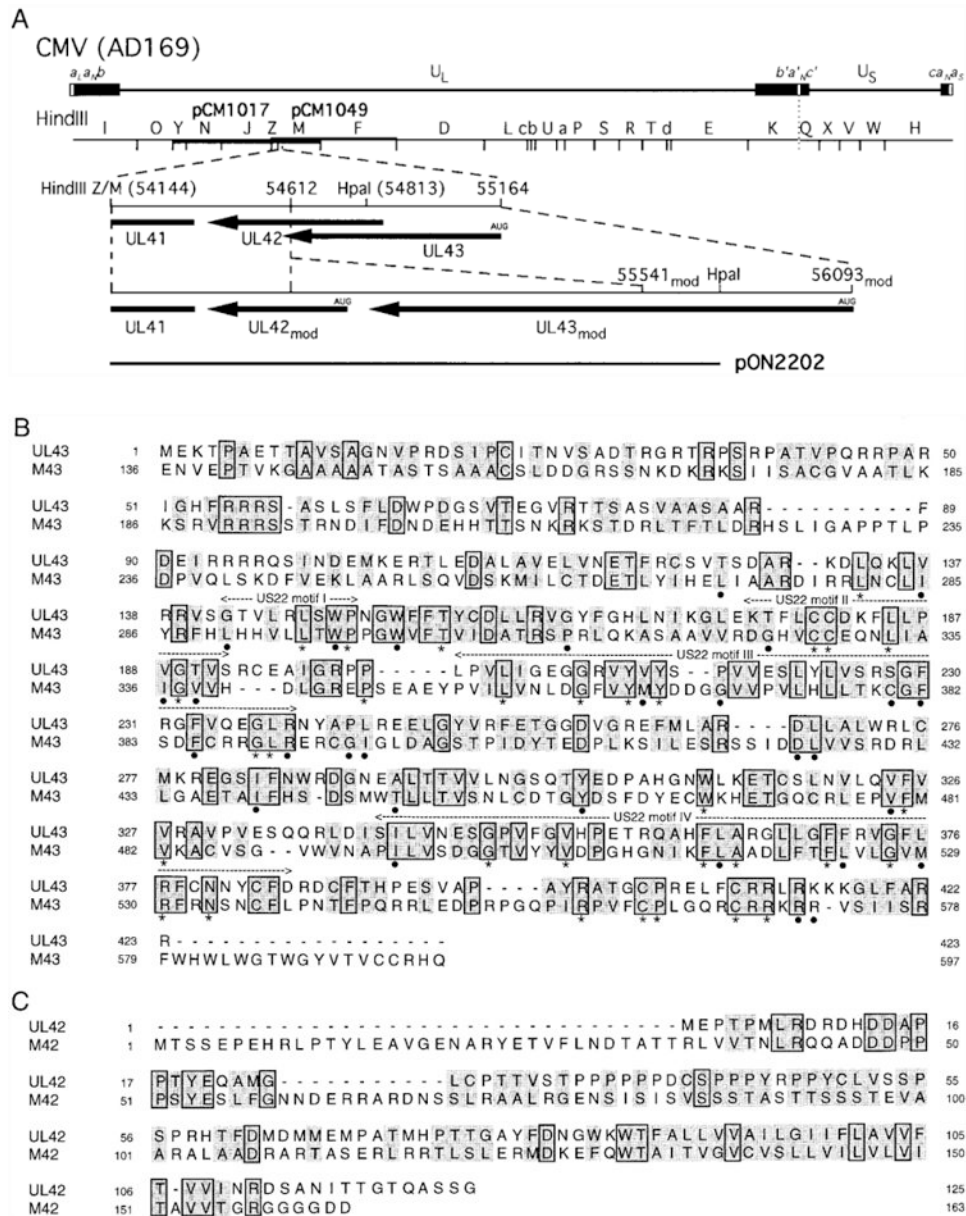 A
CMV (AD169)
aLaNb UL b'a'Nc' US caNaS
HindIII
pCM1017 pCM1049
I O Y N J Z M F D L c b U a P S R T d E K Q X V W H
HindIII Z/M (54144) 54612 HpaI (54813) 55164
AUG
UL41 UL42 UL43
55541mod HpaI 56093mod
AUG AUG
UL41 UL42mod UL43mod
pON2202
B
UL43 1 MEKTPAETTAVSAGNVPRDSIPCITNVSADTRGRTRPSRPATVPQRRPAR 50
M43 136 ENVEPTVKGAAAAATASTSAAACSLDDGRSSNKDKRKSIISACGVAATLK 185
UL43 51 IGHFRRRRS-ASLSFLDWPDGSVTEGVRTTSASVAASAAR----------F 89
M43 186 KSRVRRRRSSTRNDIFDNDEHHTTSNKRKSTDRLTFTLDRHSLIGAPPTLP 235
UL43 90 DEIRRRRQSINDEMKERTLEDALAVELVNETFRCSVTSDAR--KDLQKLV 137
M43 236 DPVQLSKDFVEKLAARLSQVDSKMILCTDETLYIHELIAARDIRRLNCLI 285
US22 motif I US22 motif II
UL43 138 RRVSGTVLRLSWPNGWFFTYCDLLRVGYFGHLNIKGLEKTFLCCDKFLLP 187
M43 286 YRFHLHHVLLTWPPGWVFTVIDATRSPRLQKASAAVVRDGHVCCEQNLIA 335
US22 motif III
UL43 188 VGTVSRCEAIGRPP-----LPVLIGEGGRVYVYS--PVVESLYLVSRSGF 230
M43 336 IGVVH---DLGREPSEAEYPVILVNLDGFVYMYDDGGVVPVLHLLTKCGF 382
UL43 231 RGFVQEGLRNYAPLREELGYVRFETGGDVGREFMLAR----DLLALWRLC 276
M43 383 SDFCRRGLRERCGIGLDAGSTPIDYTEDPLKSILESRSSIDDLVVSRDRL 432
UL43 277 MKREGSIFNWRDGNEALTTVVLNGSQTYEDPAHGNWLKETCSLNVLQVFV 326
M43 433 LGAETAIFHS-DSMWTLLTVSNLCDTGYDSFDYECWKHETGQCRLEPVFM 481
US22 motif IV
UL43 327 VRAVPVESQQRLDISILVNESGPVFGVHPETRQAHFLARGLLGFFRVGFL 376
M43 482 VKACVSG--VWVNAPILVSDGGTVYYVDPGHGNIKFLAADLFTFLVLGVM 529
UL43 377 RFCNNYCFDRDCFTHPESVAP----AYRATGCPRELFCRRLRKKKGLFAR 422
M43 530 RFRNSNCFLPNTFPQRRLEDPRPGQPIRPVFCPLGQRCRRKRRVSIISR 578
UL43 423 R------------------ 423
M43 579 FWHWLWGTWGYVTVCCRHQ 597
C
UL42 1 ----------------------------------MEPTPMLRDRDHDDAP 16
M42 1 MTSSEPEHRLPTYLEAVGENARYETVFLNDTATTRLVVTNLRQQADDDPP 50
UL42 17 PTYEQAMG-----------LCPTTVSTPPPPPPDCSPPPYRPPYCLVSSP 55
M42 51 PSYESLFGNNDERRARDNSSLRAALRGENSISISVSSSTASTTSSSTEVA 100
UL42 56 SPRHTFDMDMMEMPATMHPTTGAYFDNGWKWTFALLVVAILGIIFLAVVF 105
M42 101 ARALAADRARTASERLRRTLSLERMDKEFQWTAITVGVCVSLLVILVLVI 150
UL42 106 T-VVINRDSANITTGTQASSG 125
M42 151 TAVVTGRGGGGDD 163